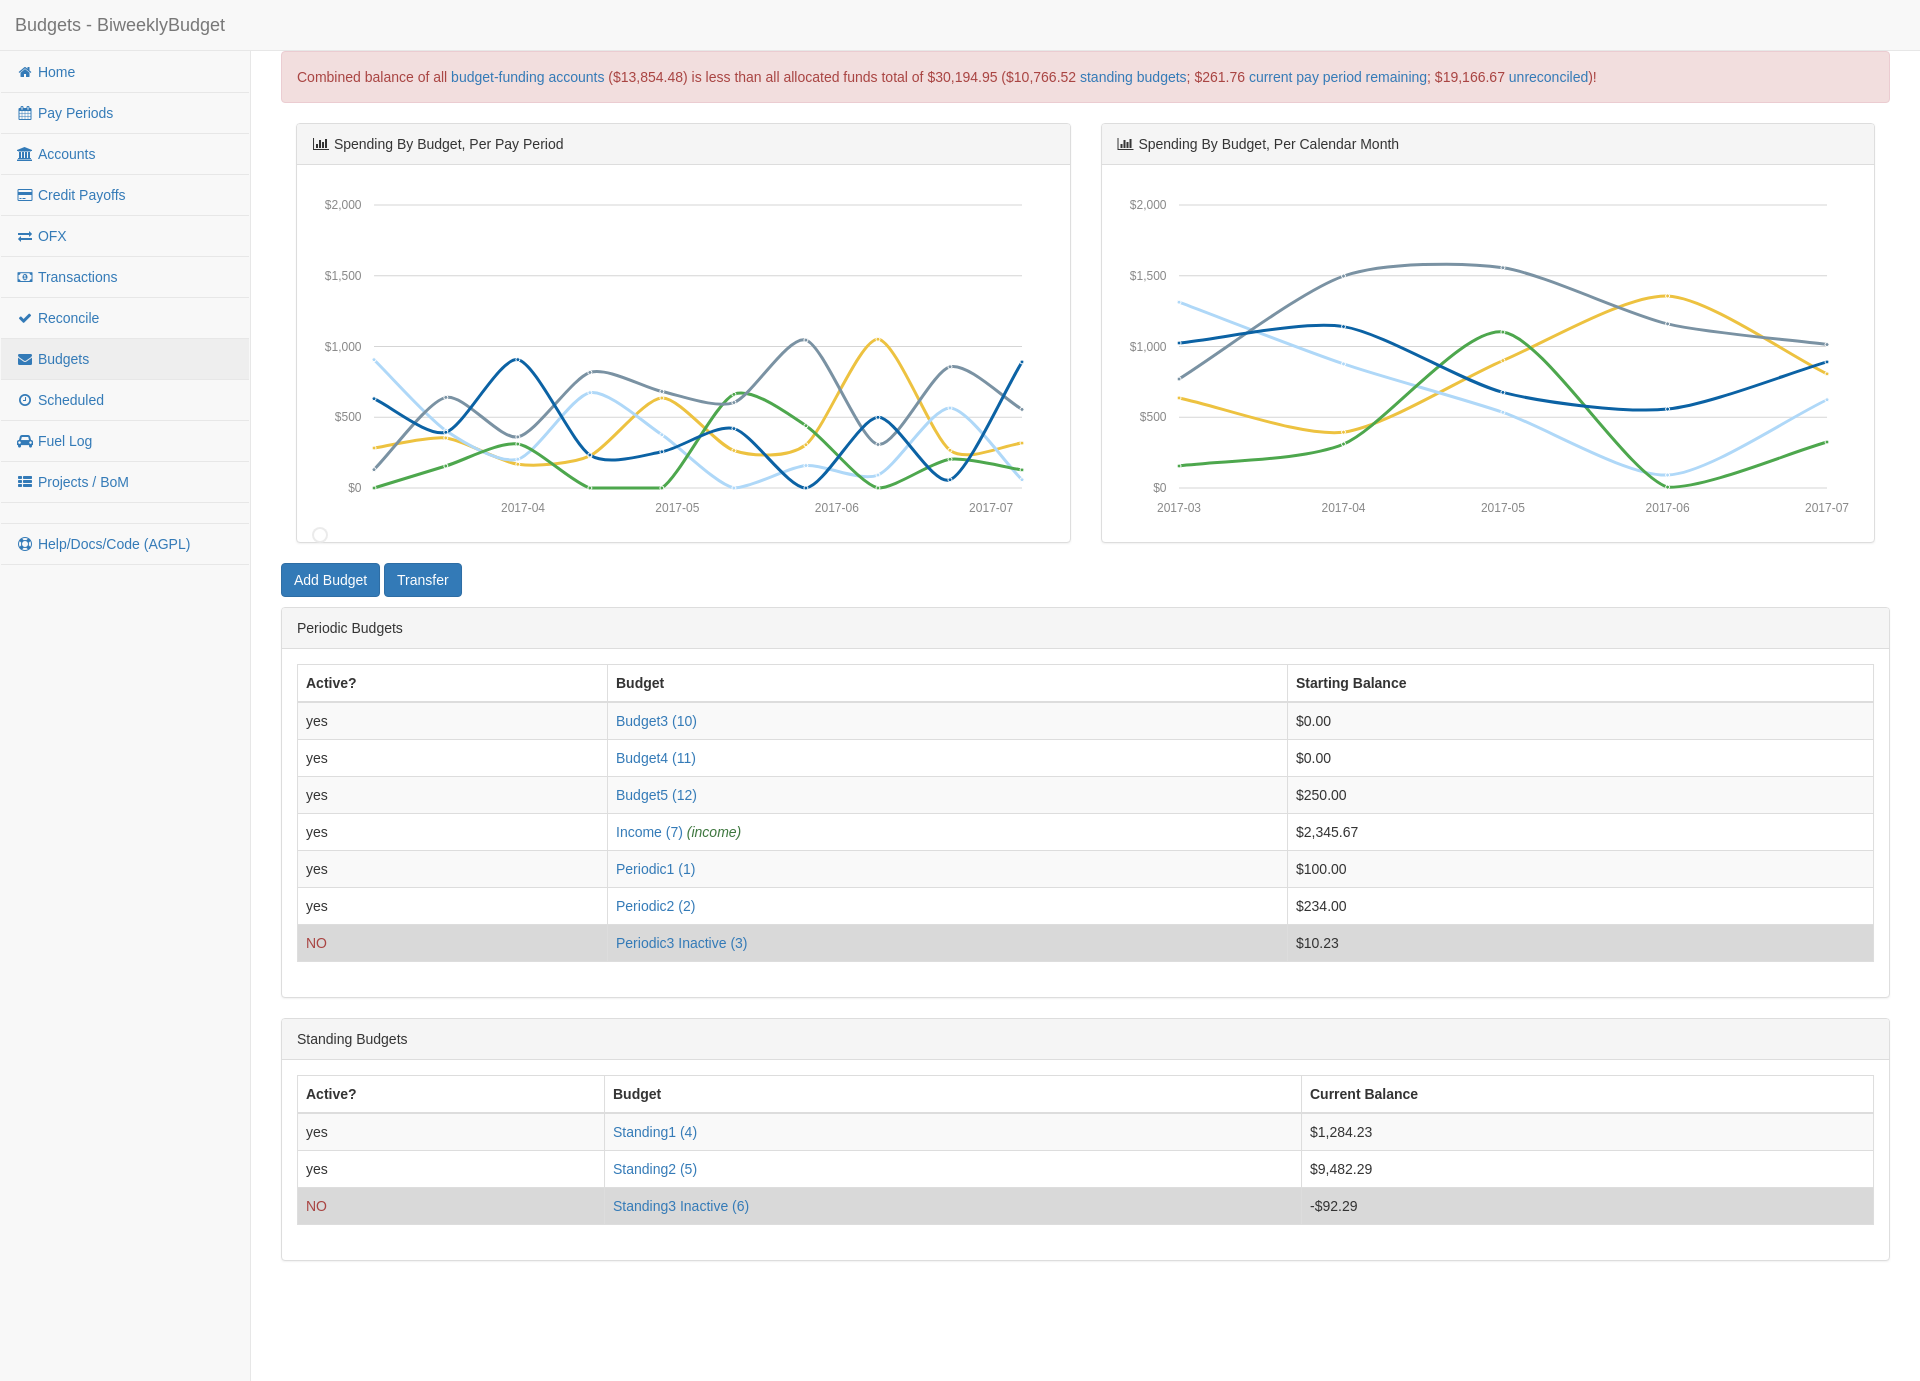 Budgets - BiweeklyBudget
Home
Pay Periods
Accounts
Credit Payoffs
OFX
Transactions
Reconcile
Budgets
Scheduled
Fuel Log
Projects / BoM
Help/Docs/Code (AGPL)
Combined balance of all budget-funding accounts ($13,854.48) is less than all allocated funds total of $30,194.95 ($10,766.52 standing budgets; $261.76 current pay period remaining; $19,166.67 unreconciled)!
Spending By Budget, Per Pay Period
$2,000
$1,500
$1,000
$500
$0
2017-04 2017-05 2017-06 2017-07
Spending By Budget, Per Calendar Month
$2,000
$1,500
$1,000
$500
$0
2017-03 2017-04 2017-05 2017-06 2017-07
Add Budget Transfer
Periodic Budgets
Active? Budget Starting Balance
yes Budget3 (10) $0.00
yes Budget4 (11) $0.00
yes Budget5 (12) $250.00
yes Income (7) (income) $2,345.67
yes Periodic1 (1) $100.00
yes Periodic2 (2) $234.00
NO Periodic3 Inactive (3) $10.23
Standing Budgets
Active? Budget Current Balance
yes Standing1 (4) $1,284.23
yes Standing2 (5) $9,482.29
NO Standing3 Inactive (6) -$92.29